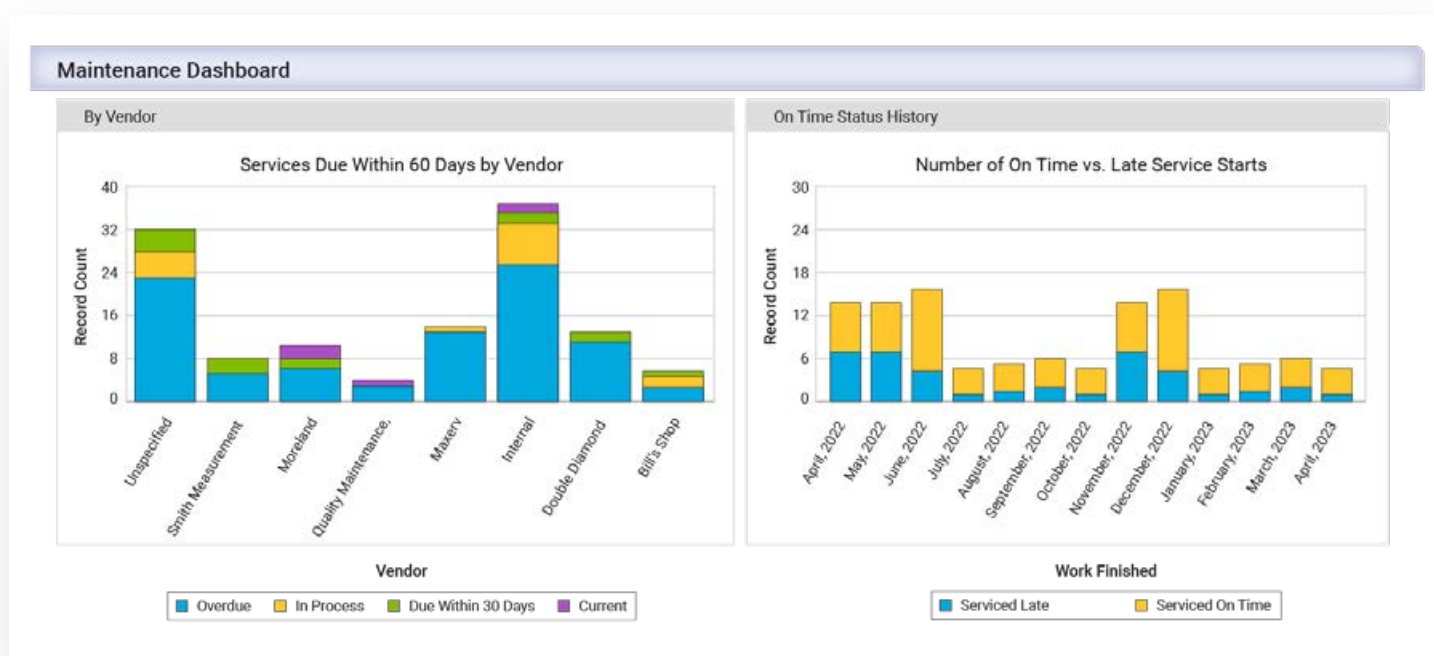 Maintenance Dashboard
By Vendor
Services Due Within 60 Days by Vendor
Record Count
40
32
24
16
8
0
Unspecified
Smith Measurement
Moreland
Quality Maintenance,
Maxerv
Internal
Double Diamond
Bill's Shop
Vendor
Overdue In Process Due Within 30 Days Current
On Time Status History
Number of On Time vs. Late Service Starts
Record Count
30
24
18
12
6
0
April, 2022
May, 2022
June, 2022
July, 2022
August, 2022
September, 2022
October, 2022
November, 2022
December, 2022
January, 2023
February, 2023
March, 2023
April, 2023
Work Finished
Serviced Late Serviced On Time